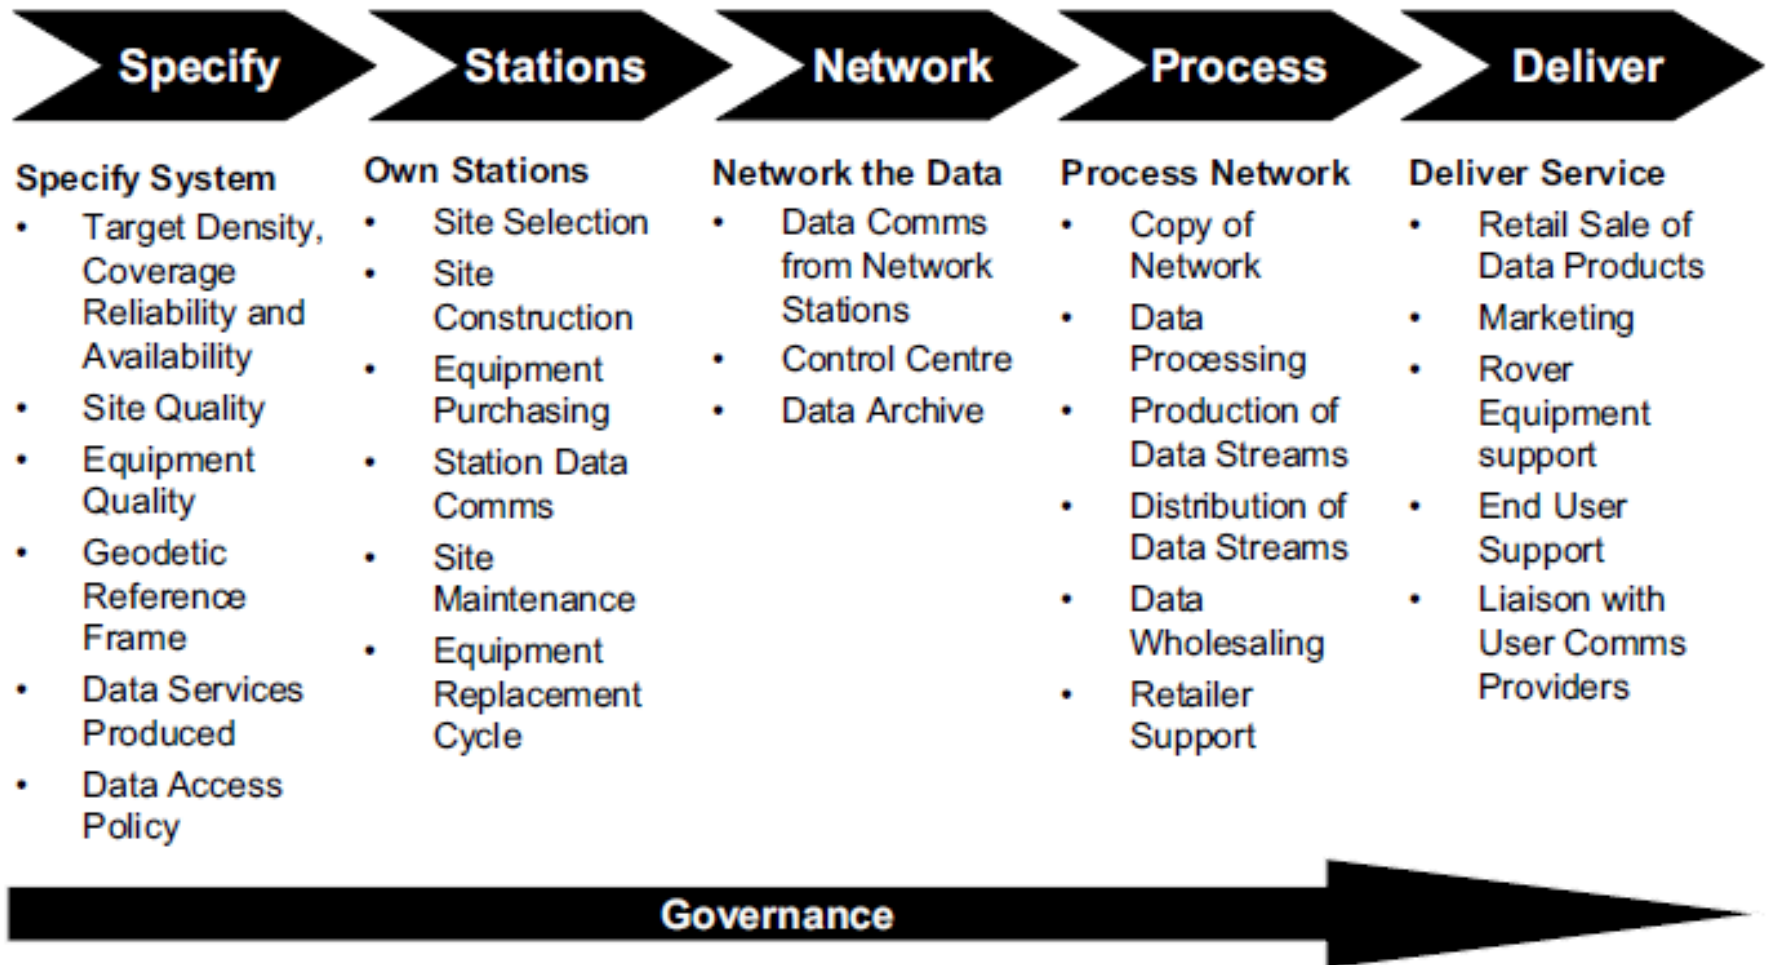 Specify
Stations
Network
Process
Deliver
Specify System
• Target Density,
Coverage
Reliability and
Availability
• Site Quality
• Equipment
Quality
• Geodetic
Reference
Frame
• Data Services
Produced
• Data Access
Policy
Own Stations
• Site Selection
• Site
Construction
• Equipment
Purchasing
• Station Data
Comms
• Site
Maintenance
• Equipment
Replacement
Cycle
Network the Data
• Data Comms
from Network
Stations
• Control Centre
• Data Archive
Process Network
• Copy of
Network
• Data
Processing
• Production of
Data Streams
• Distribution of
Data Streams
• Data
Wholesaling
• Retailer
Support
Deliver Service
• Retail Sale of
Data Products
• Marketing
• Rover
Equipment
support
• End User
Support
• Liaison with
User Comms
Providers
Governance